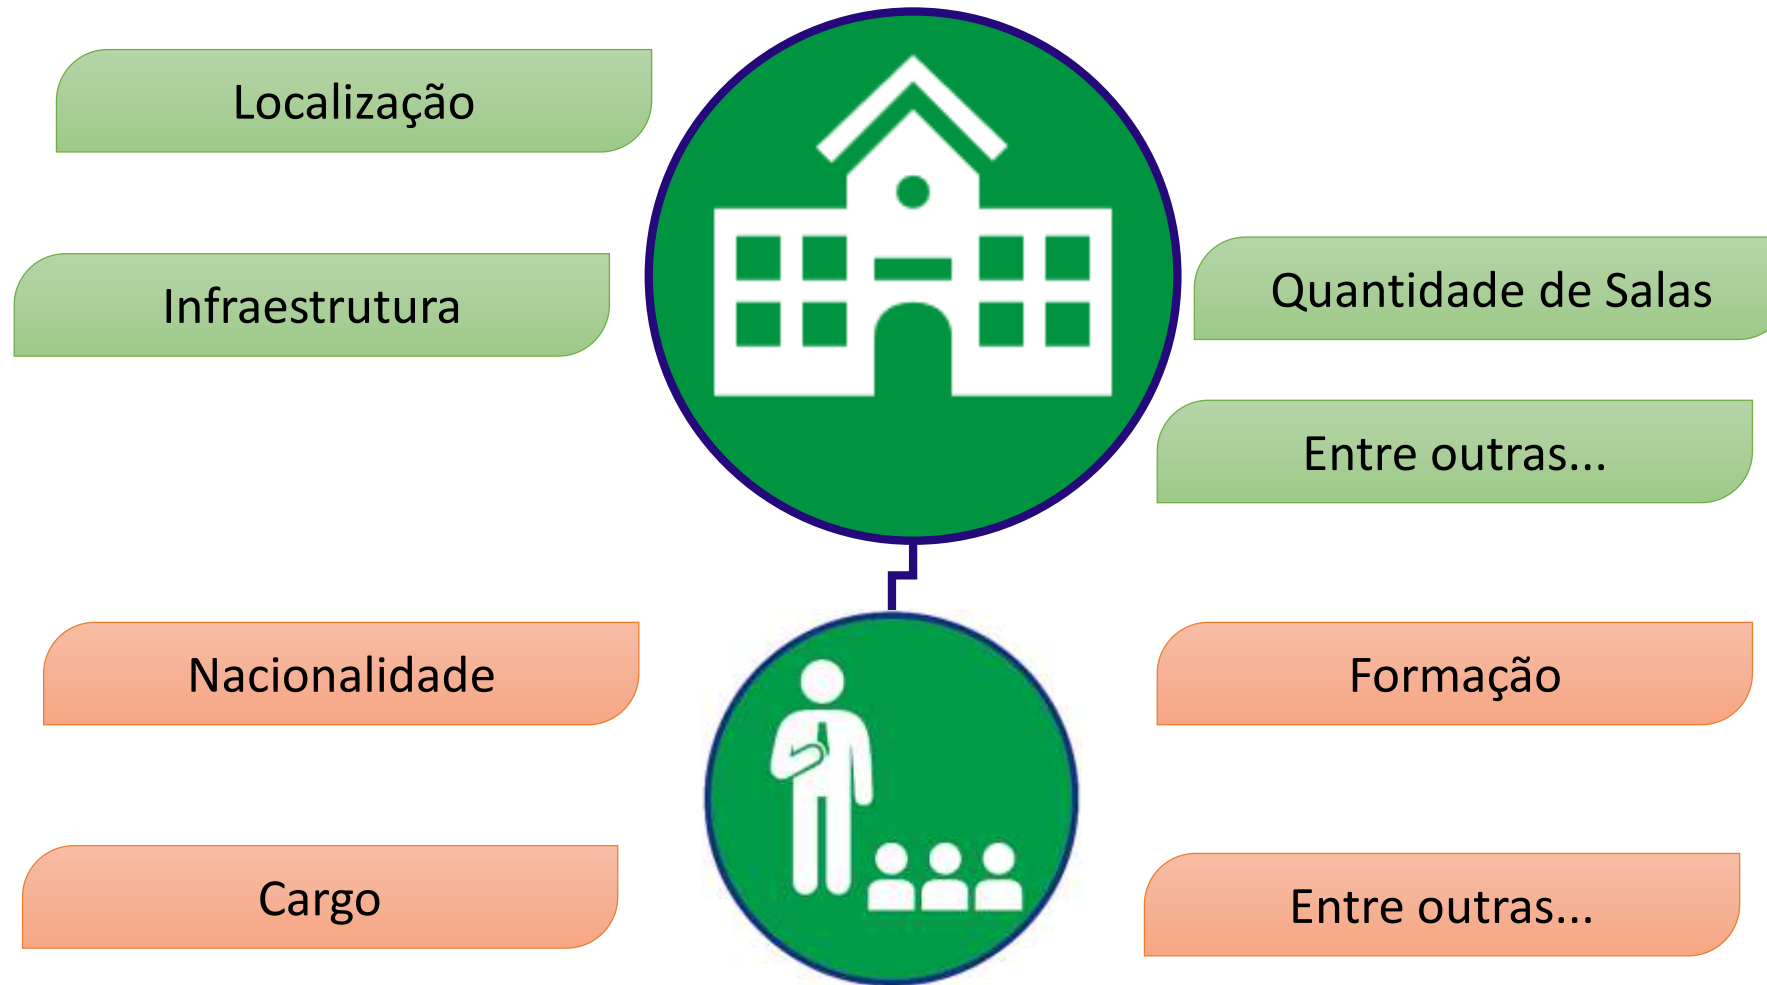 Localização
Infraestrutura
Quantidade de Salas
Entre outras...
Nacionalidade
Formação
Cargo
Entre outras...